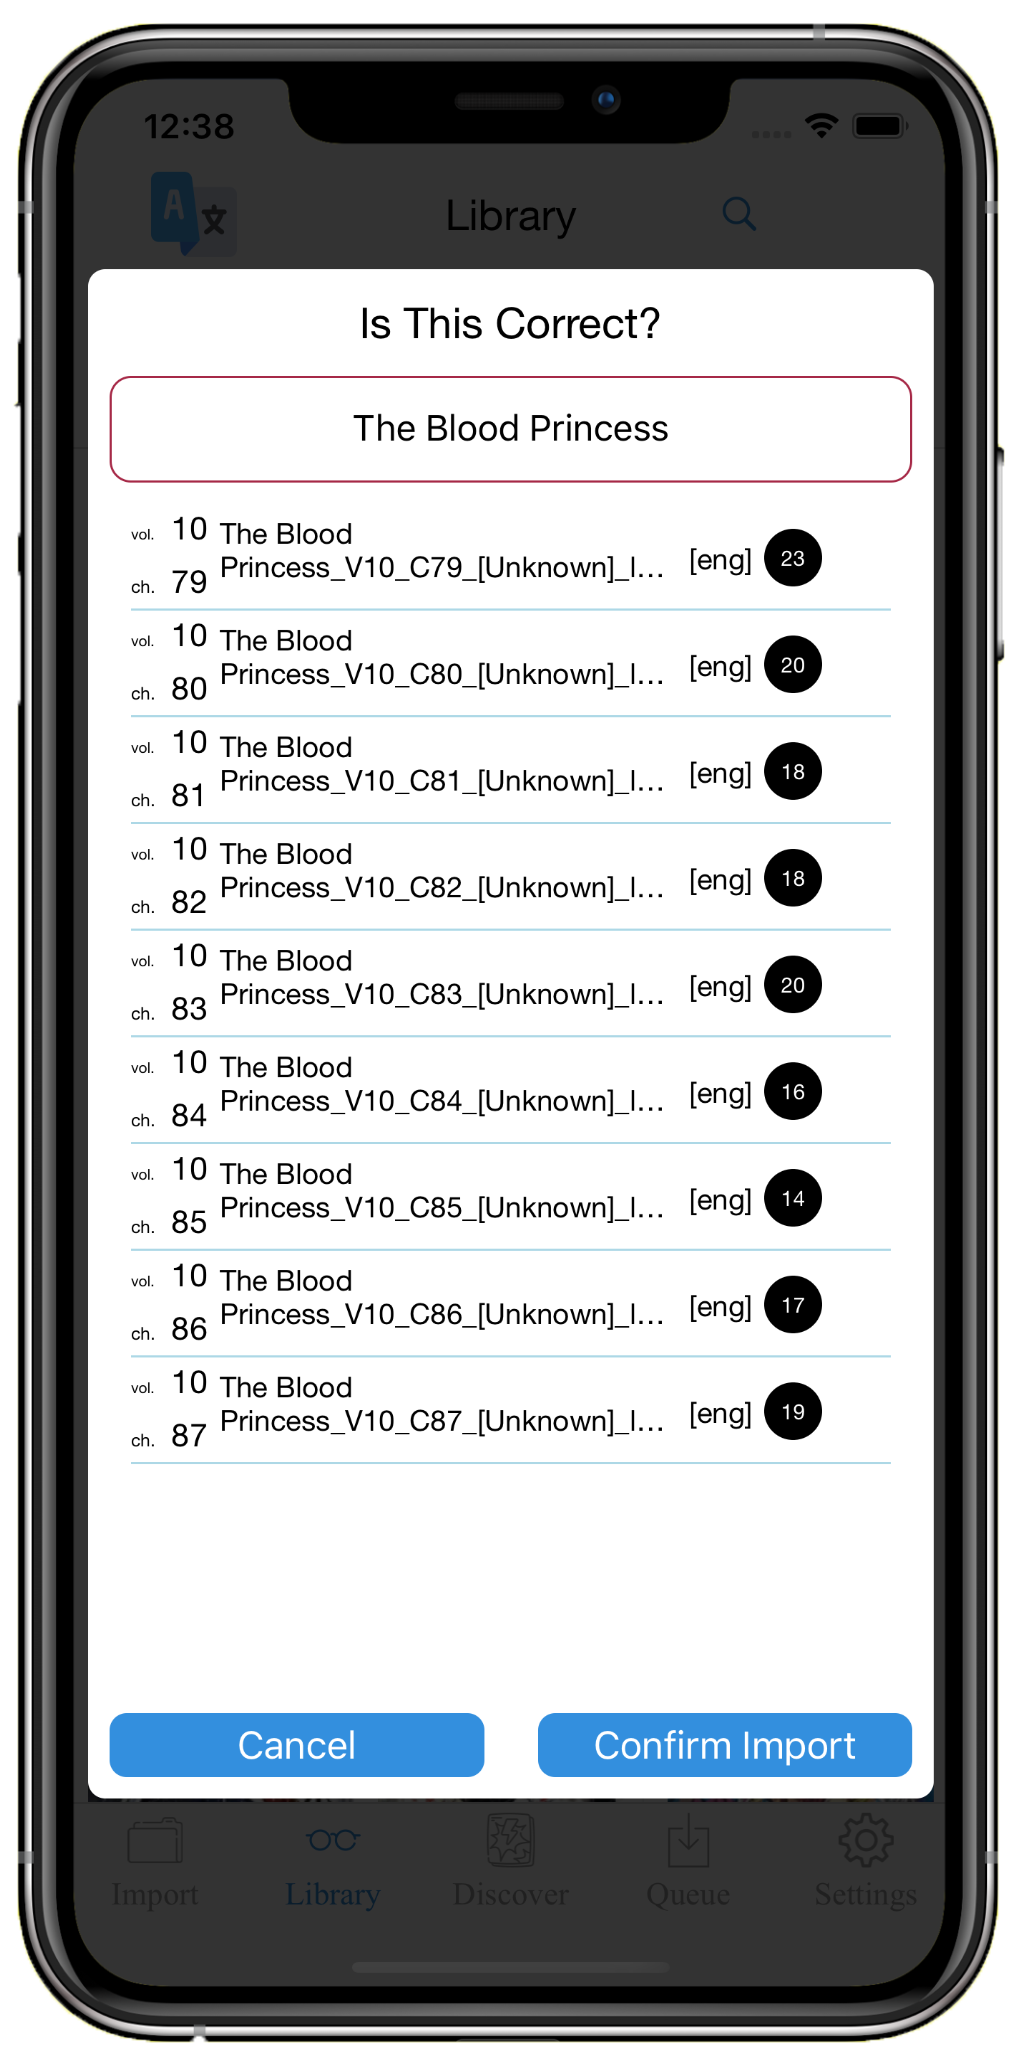 12:38
A 文
Library
Is This Correct?
The Blood Princess
vol. 10
ch. 79
The Blood
Princess_V10_C79_[Unknown]_I...
[eng]
23
vol. 10
ch. 80
The Blood
Princess_V10_C80_[Unknown]_I...
[eng]
20
vol. 10
ch. 81
The Blood
Princess_V10_C81_[Unknown]_I...
[eng]
18
vol. 10
ch. 82
The Blood
Princess_V10_C82_[Unknown]_I...
[eng]
18
vol. 10
ch. 83
The Blood
Princess_V10_C83_[Unknown]_I...
[eng]
20
vol. 10
ch. 84
The Blood
Princess_V10_C84_[Unknown]_I...
[eng]
16
vol. 10
ch. 85
The Blood
Princess_V10_C85_[Unknown]_I...
[eng]
14
vol. 10
ch. 86
The Blood
Princess_V10_C86_[Unknown]_I...
[eng]
17
vol. 10
ch. 87
The Blood
Princess_V10_C87_[Unknown]_I...
[eng]
19
Cancel
Confirm Import
Import
Library
Discover
Queue
Settings